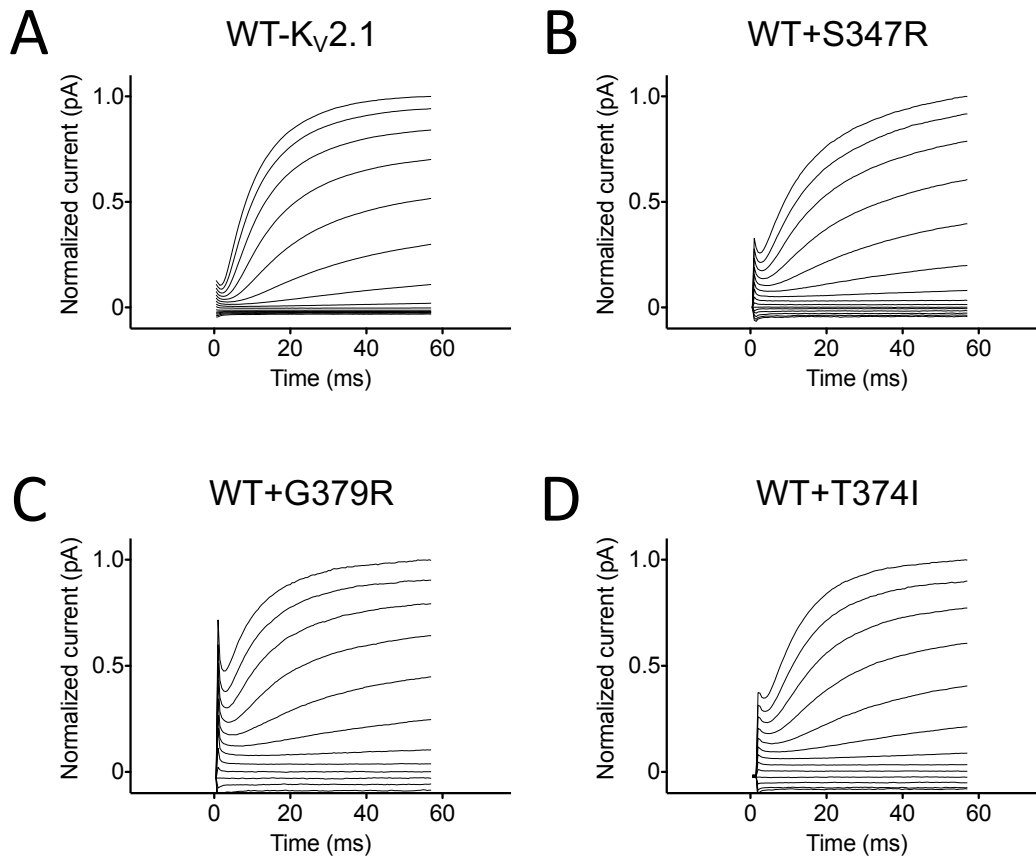 A
WT-KV2.1
Normalized current (pA)
1.0
0.5
0
0
20
40
60
Time (ms)
B
WT+S347R
Normalized current (pA)
1.0
0.5
0
0
20
40
60
Time (ms)
C
WT+G379R
Normalized current (pA)
1.0
0.5
0
0
20
40
60
Time (ms)
D
WT+T374I
Normalized current (pA)
1.0
0.5
0
0
20
40
60
Time (ms)